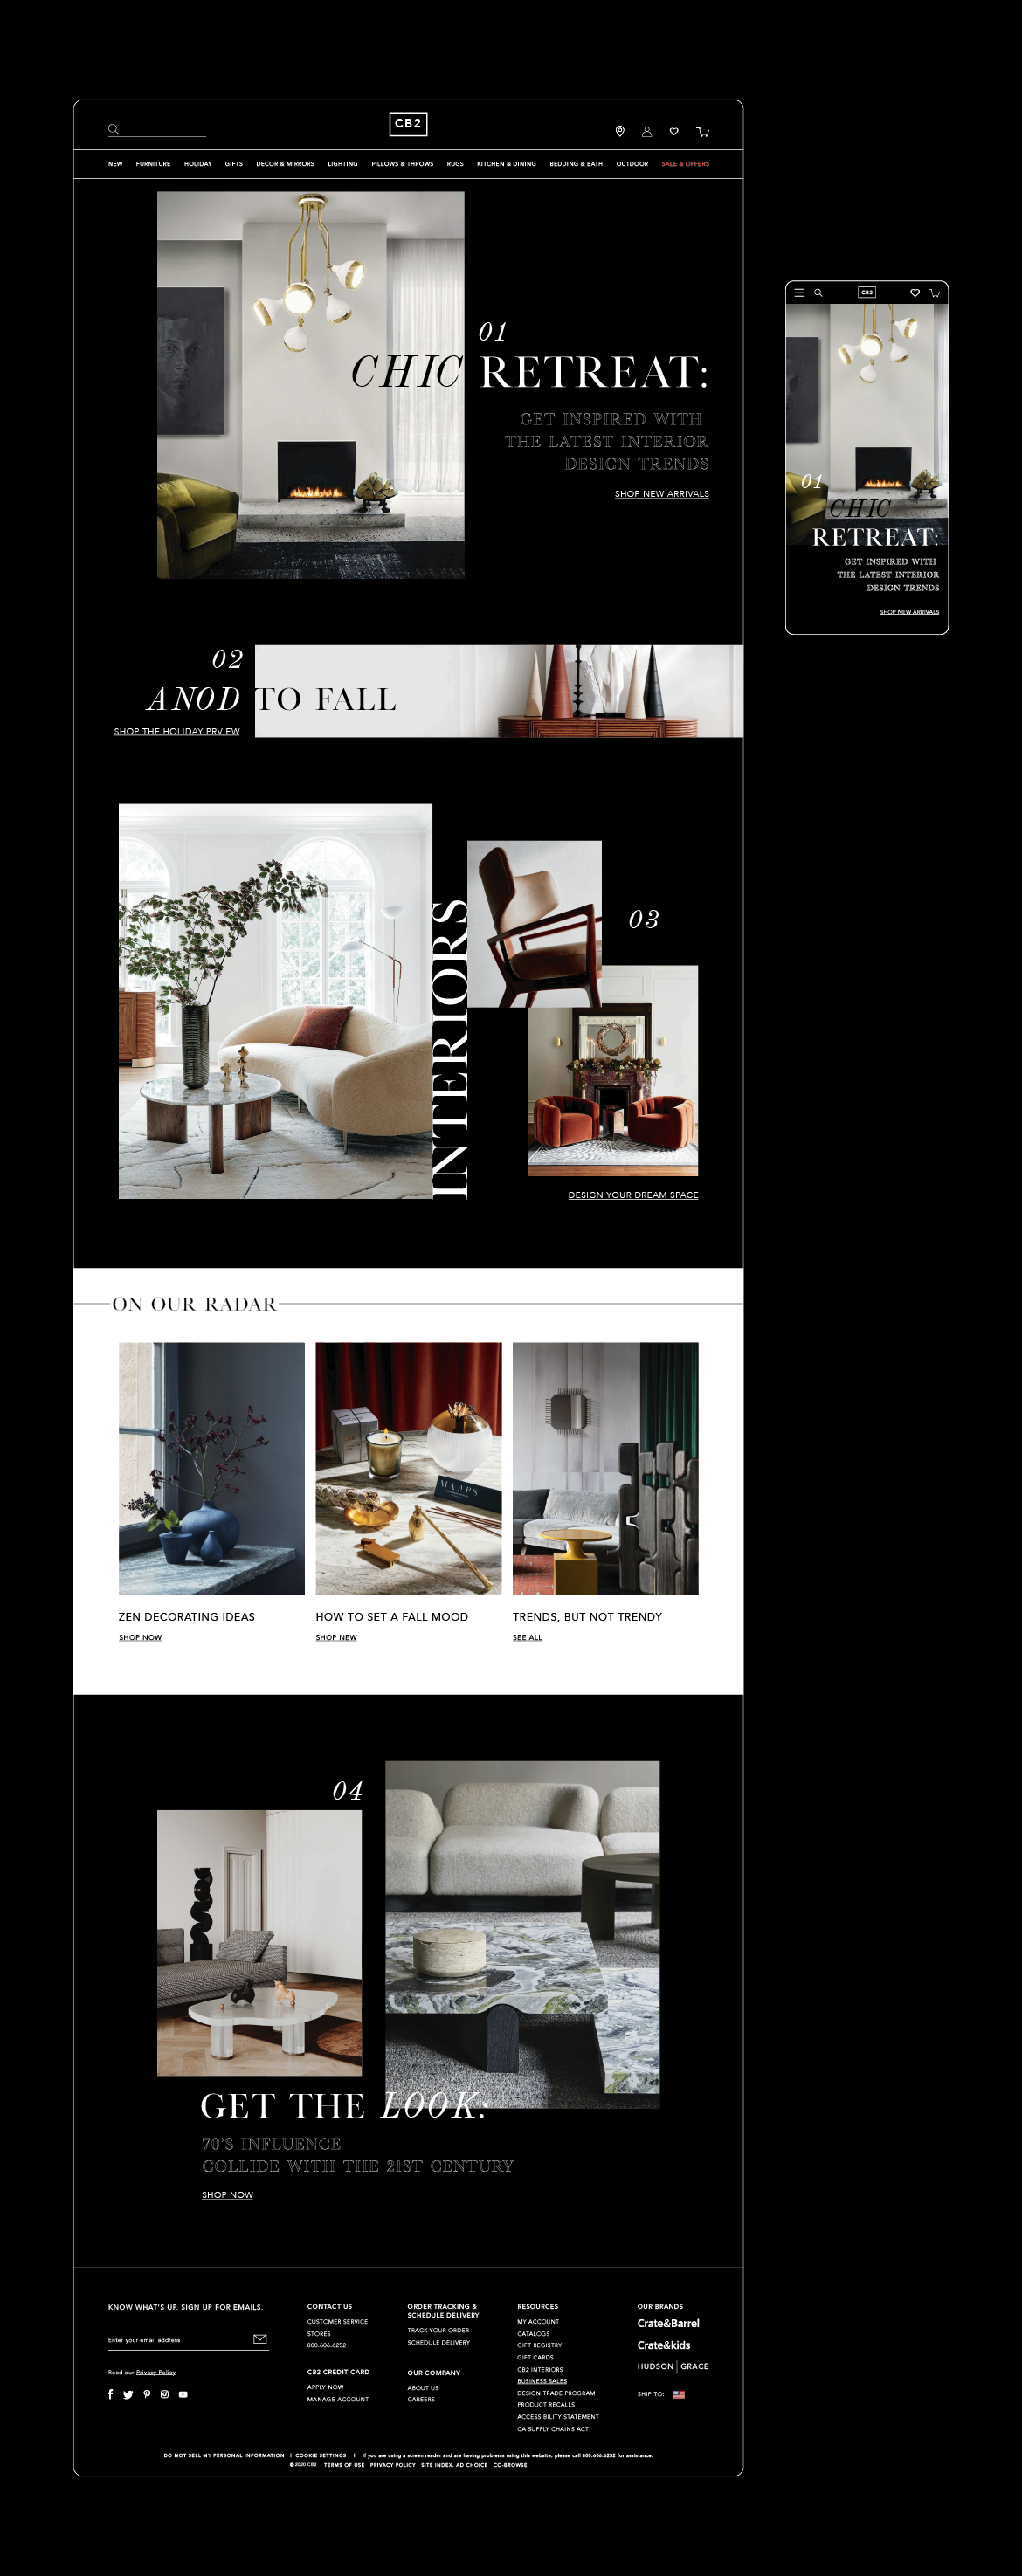 CB2
NEW FURNITURE HOLIDAY GIFTS DECOR & MIRRORS LIGHTING PILLOWS & THROWS RUGS KITCHEN & DINING BEDDING & BATH OUTDOOR SALE & OFFERS
01
CHIC RETREAT:
GET INSPIRED WITH
THE LATEST INTERIOR
DESIGN TRENDS
SHOP NEW ARRIVALS
CB2
01
CHIC
RETREAT:
GET INSPIRED WITH
THE LATEST INTERIOR
DESIGN TRENDS
SHOP NEW ARRIVALS
02
A NOD TO FALL
SHOP THE HOLIDAY PRVIEW
INTERIORS
03
DESIGN YOUR DREAM SPACE
ON OUR RADAR
MAAPS
ZEN DECORATING IDEAS
SHOP NOW
HOW TO SET A FALL MOOD
SHOP NEW
TRENDS, BUT NOT TRENDY
SEE ALL
04
GET THE LOOK:
70'S INFLUENCE
COLLIDE WITH THE 21ST CENTURY
SHOP NOW
KNOW WHAT'S UP. SIGN UP FOR EMAILS.
Enter your email address
Read our Privacy Policy
CONTACT US
CUSTOMER SERVICE
STORES
800.606.6252
CB2 CREDIT CARD
APPLY NOW
MANAGE ACCOUNT
ORDER TRACKING &
SCHEDULE DELIVERY
TRACK YOUR ORDER
SCHEDULE DELIVERY
OUR COMPANY
ABOUT US
CAREERS
RESOURCES
MY ACCOUNT
CATALOGS
GIFT REGISTRY
GIFT CARDS
CB2 INTERIORS
BUSINESS SALES
DESIGN TRADE PROGRAM
PRODUCT RECALLS
ACCESSIBILITY STATEMENT
CA SUPPLY CHAINS ACT
OUR BRANDS
Crate&Barrel
Crate&kids
HUDSON | GRACE
SHIP TO:
DO NOT SELL MY PERSONAL INFORMATION | COOKIE SETTINGS | If you are using a screen reader and are having problems using this website, please call 800.606.6252 for assistance.
©2020 CB2 TERMS OF USE PRIVACY POLICY SITE INDEX. AD CHOICE CO-BROWSE